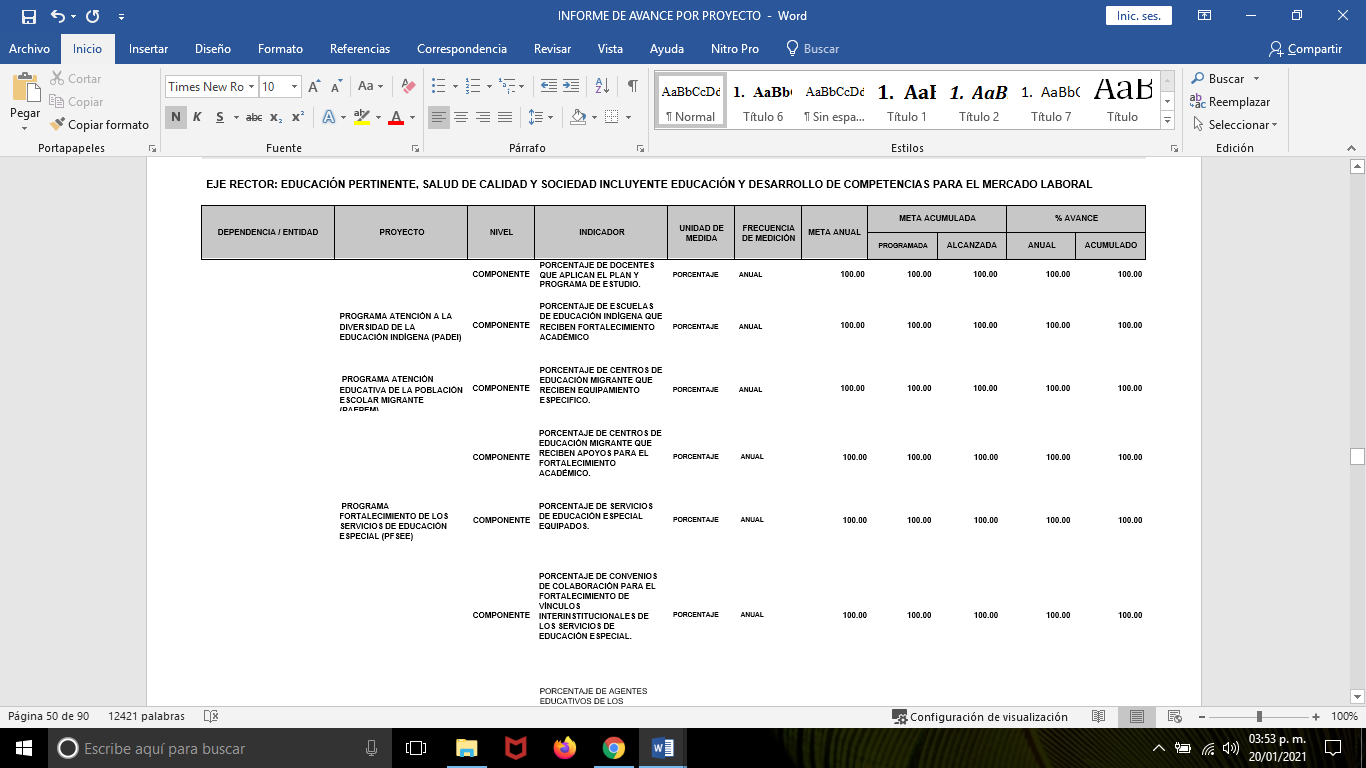 INFORME DE AVANCE POR PROYECTO - Word
Inic. ses.
Archivo Inicio Insertar Diseño Formato Referencias Correspondencia Revisar Vista Ayuda Nitro Pro Buscar Compartir
Pegar
Cortar
Copiar
Copiar formato
Portapapeles
Times New Ro 10
Aa
N K S abc x₂ x²
Fuente
Párrafo
AaBbCcDd 1. AaBb( AaBbCcDd 1. AaB 1. AaB 1. AaBb( AaB
¶ Normal Título 6 ¶ Sin espa... Título 1 Título 2 Título 7 Título
Estilos
Buscar
Reemplazar
Seleccionar
Edición
EJE RECTOR: EDUCACIÓN PERTINENTE, SALUD DE CALIDAD Y SOCIEDAD INCLUYENTE EDUCACIÓN Y DESARROLLO DE COMPETENCIAS PARA EL MERCADO LABORAL
DEPENDENCIA / ENTIDAD
PROYECTO
NIVEL
INDICADOR
UNIDAD DE
MEDIDA
FRECUENCIA
DE MEDICIÓN
META ANUAL
META ACUMULADA
PROGRAMADA ALCANZADA
% AVANCE
ANUAL ACUMULADO
COMPONENTE
PORCENTAJE DE DOCENTES
QUE APLICAN EL PLAN Y
PROGRAMA DE ESTUDIO.
PORCENTAJE ANUAL 100.00 100.00 100.00 100.00 100.00
PROGRAMA ATENCIÓN A LA
DIVERSIDAD DE LA
EDUCACIÓN INDÍGENA (PADEI)
COMPONENTE
PORCENTAJE DE ESCUELAS
DE EDUCACIÓN INDÍGENA QUE
RECIBEN FORTALECIMIENTO
ACADÉMICO
PORCENTAJE ANUAL 100.00 100.00 100.00 100.00 100.00
PROGRAMA ATENCIÓN
EDUCATIVA DE LA POBLACIÓN
ESCOLAR MIGRANTE
(PAEPEM)
COMPONENTE
PORCENTAJE DE CENTROS DE
EDUCACIÓN MIGRANTE QUE
RECIBEN EQUIPAMIENTO
ESPECIFICO.
PORCENTAJE ANUAL 100.00 100.00 100.00 100.00 100.00
COMPONENTE
PORCENTAJE DE CENTROS DE
EDUCACIÓN MIGRANTE QUE
RECIBEN APOYOS PARA EL
FORTALECIMIENTO
ACADÉMICO.
PORCENTAJE ANUAL 100.00 100.00 100.00 100.00 100.00
PROGRAMA
FORTALECIMIENTO DE LOS
SERVICIOS DE EDUCACIÓN
ESPECIAL (PFSEE)
COMPONENTE
PORCENTAJE DE SERVICIOS
DE EDUCACIÓN ESPECIAL
EQUIPADOS.
PORCENTAJE ANUAL 100.00 100.00 100.00 100.00 100.00
COMPONENTE
PORCENTAJE DE CONVENIOS
DE COLABORACIÓN PARA EL
FORTALECIMIENTO DE
VÍNCULOS
INTERINSTITUCIONALES DE
LOS SERVICIOS DE
EDUCACIÓN ESPECIAL.
PORCENTAJE ANUAL 100.00 100.00 100.00 100.00 100.00
PORCENTAJE DE AGENTES
EDUCATIVOS DE LOS
Página 50 de 90 12421 palabras Configuración de visualización 100%
Escribe aquí para buscar
03:53 p. m.
20/01/2021